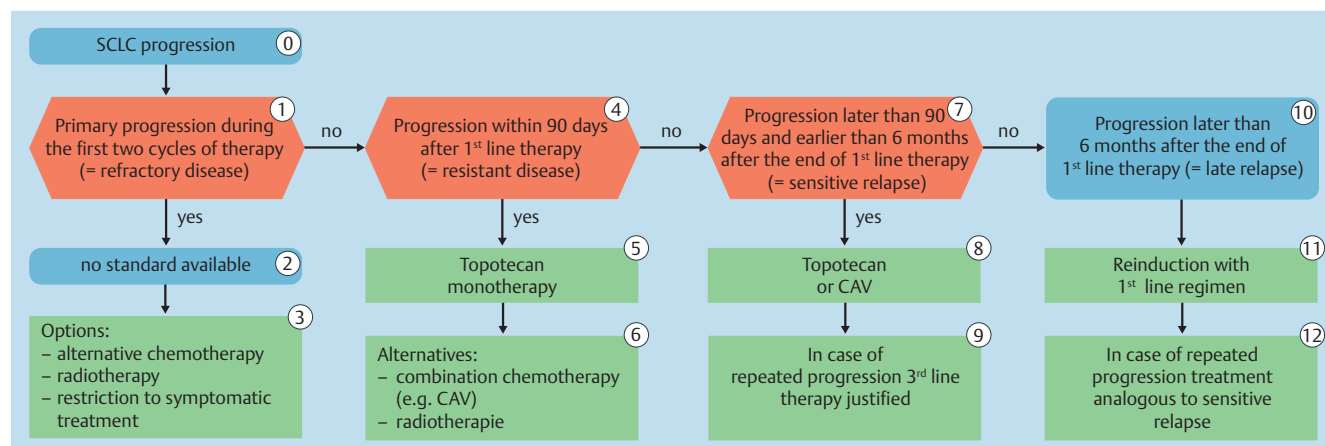 SCLC progression
0
1
Primary progression during
the first two cycles of therapy
(= refractory disease)
no
yes
no standard available
2
3
Options:
– alternative chemotherapy
– radiotherapy
– restriction to symptomatic
treatment
4
Progression within 90 days
after 1st line therapy
(= resistant disease)
no
yes
5
Topotecan
monotherapy
6
Alternatives:
– combination chemotherapy
(e.g. CAV)
– radiotherapie
7
Progression later than 90
days and earlier than 6 months
after the end of 1st line therapy
(= sensitive relapse)
no
yes
8
Topotecan
or CAV
9
In case of
repeated progression 3rd line
therapy justified
10
Progression later than
6 months after the end of
1st line therapy (= late relapse)
11
Reinduction with
1st line regimen
12
In case of repeated
progression treatment
analogous to sensitive
relapse